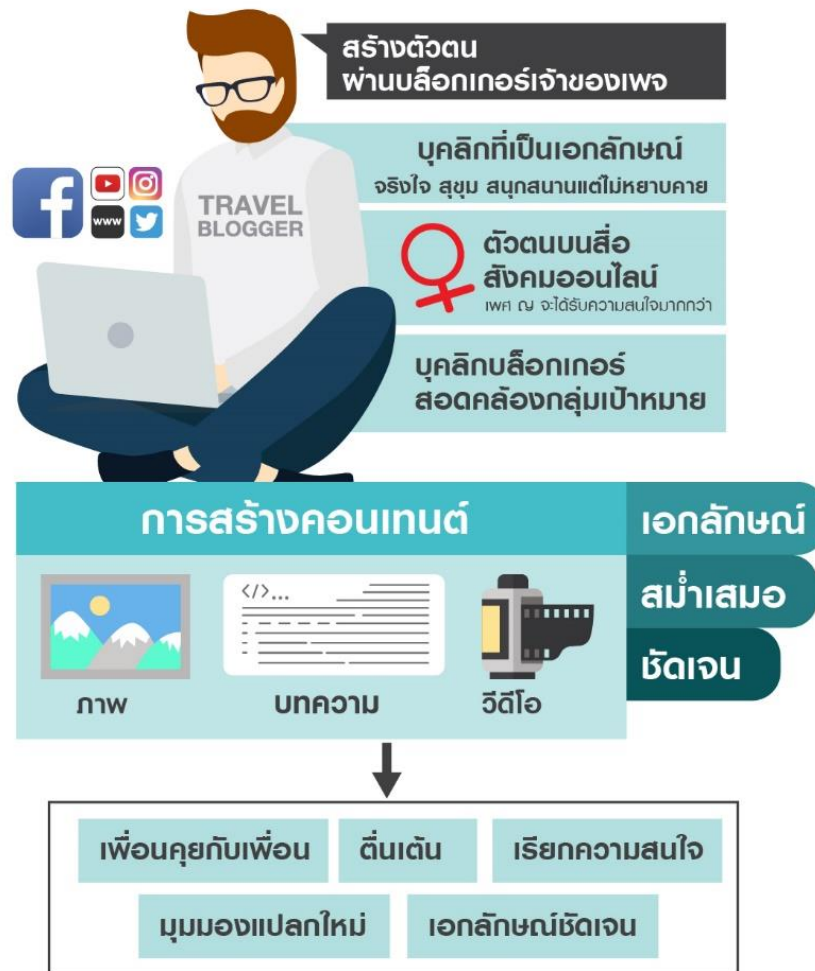 สร้างตัวตน
ผ่านบล็อกเกอร์เจ้าของเพจ
บุคลิกที่เป็นเอกลักษณ์
จริงใจ สุขุม สนุกสนานแต่ไม่หยาบคาย
www
TRAVEL
BLOGGER
ตัวตนบนสื่อ
สังคมออนไลน์
เพศ ญ จะได้รับความสนใจมากกว่า
บุคลิกบล็อกเกอร์
สอดคล้องกลุ่มเป้าหมาย
การสร้างคอนเทนต์
เอกลักษณ์
สม่ำเสมอ
ชัดเจน
</>...
ภาพ
บทความ
วีดีโอ
เพื่อนคุยกับเพื่อน
ตื่นเต้น
เรียกความสนใจ
มุมมองแปลกใหม่
เอกลักษณ์ชัดเจน